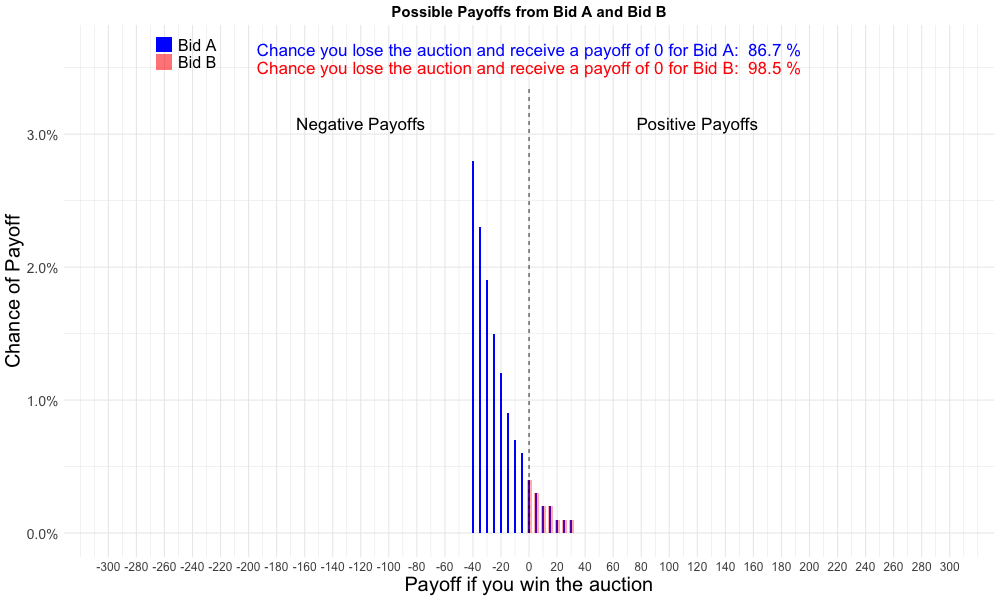 Possible Payoffs from Bid A and Bid B
Bid A
Bid B
Chance you lose the auction and receive a payoff of 0 for Bid A: 86.7 %
Chance you lose the auction and receive a payoff of 0 for Bid B: 98.5 %
Negative Payoffs
Positive Payoffs
Chance of Payoff
3.0%
2.0%
1.0%
0.0%
-300 -280 -260 -240 -220 -200 -180 -160 -140 -120 -100 -80 -60 -40 -20 0 20 40 60 80 100 120 140 160 180 200 220 240 260 280 300
Payoff if you win the auction